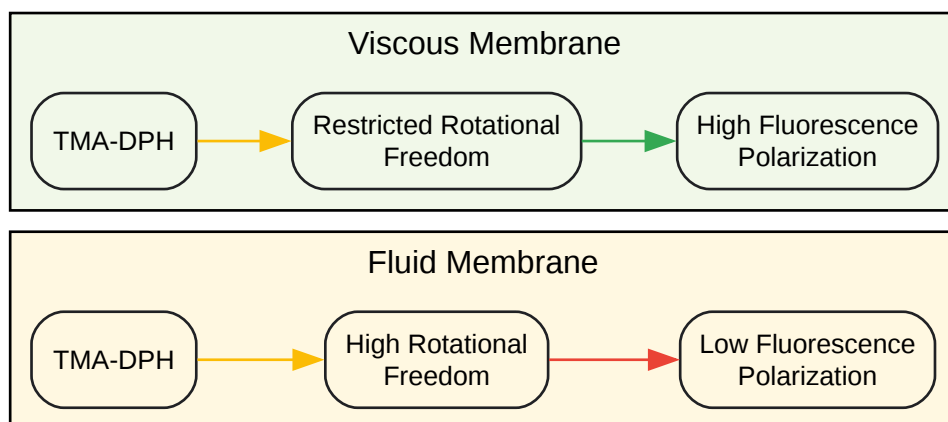 Viscous Membrane
TMA-DPH
Restricted Rotational
Freedom
High Fluorescence
Polarization
Fluid Membrane
TMA-DPH
High Rotational
Freedom
Low Fluorescence
Polarization